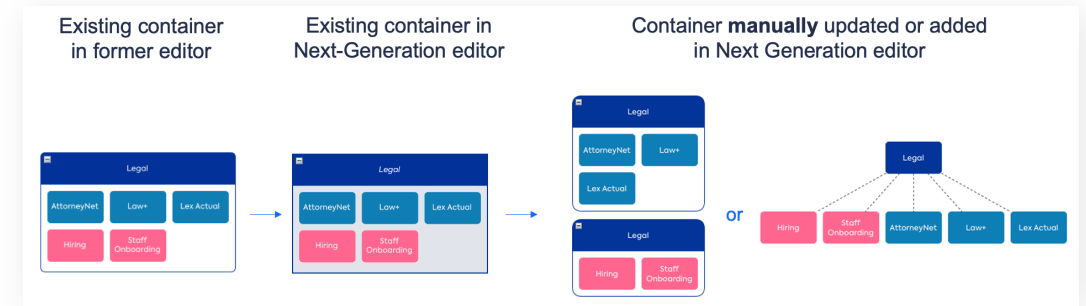 Existing container
in former editor
Existing container in
Next-Generation editor
Container manually updated or added
in Next Generation editor
Legal
AttorneyNet
Law+
Lex Actual
Hiring
Staff
Onboarding
Legal
AttorneyNet
Law+
Lex Actual
Hiring
Staff
Onboarding
Legal
AttorneyNet
Law+
Lex Actual
Legal
Hiring
Staff
Onboarding
or
Legal
Hiring
Staff
Onboarding
AttorneyNet
Law+
Lex Actual